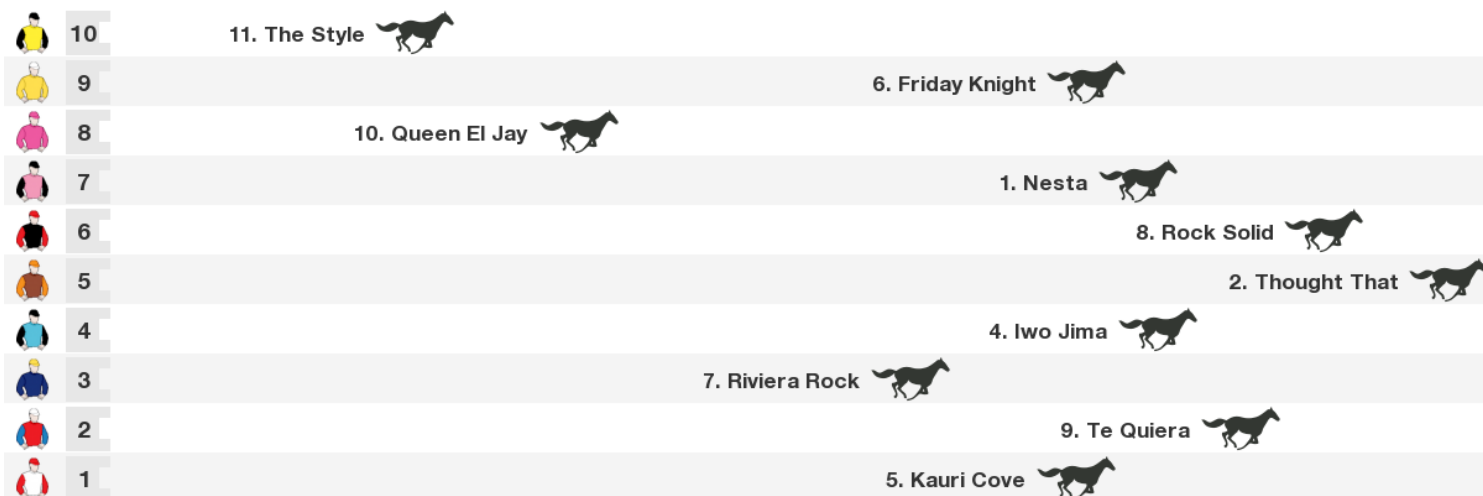 10 11. The Style
9 6. Friday Knight
8 10. Queen El Jay
7 1. Nesta
6 8. Rock Solid
5 2. Thought That
4 4. Iwo Jima
3 7. Riviera Rock
2 9. Te Quiera
1 5. Kauri Cove